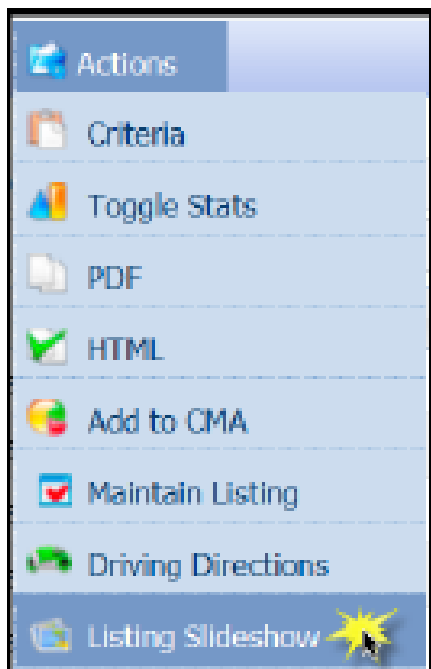 Actions
Criteria
Toggle Stats
PDF
HTML
Add to CMA
Maintain Listing
Driving Directions
Listing Slideshow